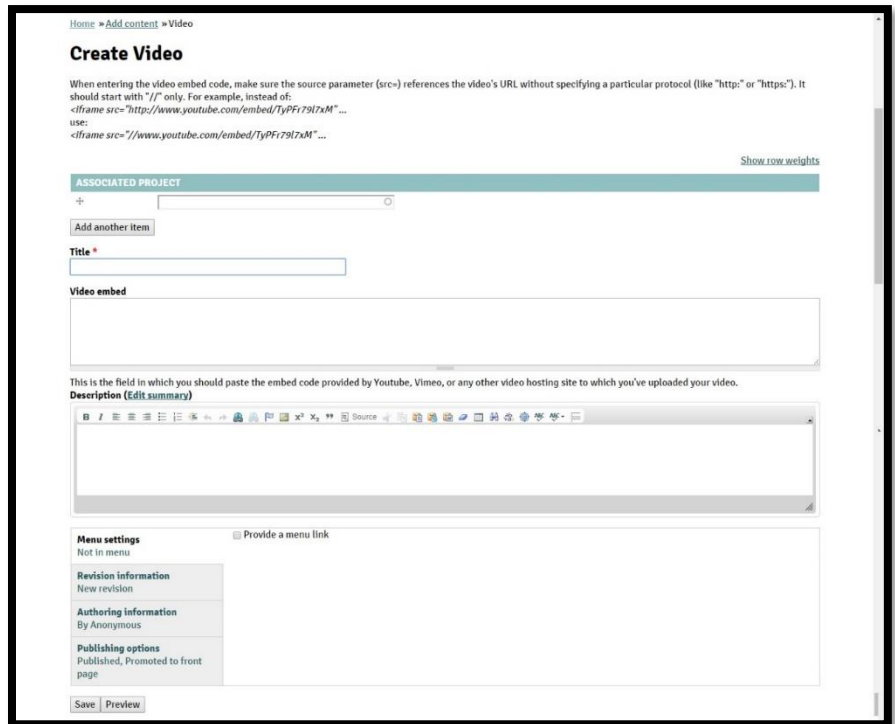 Home » Add content » Video
Create Video
When entering the video embed code, make sure the source parameter (src=) references the video's URL without specifying a particular protocol (like "http:" or "https:"). It
should start with "//" only. For example, instead of:
<iframe src="http://www.youtube.com/embed/TyPFr79l7xM" ...
use:
<iframe src="//www.youtube.com/embed/TyPFr79l7xM" ...
Show row weights
ASSOCIATED PROJECT
Add another item
Title *
Video embed
This is the field in which you should paste the embed code provided by Youtube, Vimeo, or any other video hosting site to which you've uploaded your video.
Description (Edit summary)
B I x² x₂ " Source
Menu settings
Not in menu
Provide a menu link
Revision information
New revision
Authoring information
By Anonymous
Publishing options
Published, Promoted to front
page
Save Preview